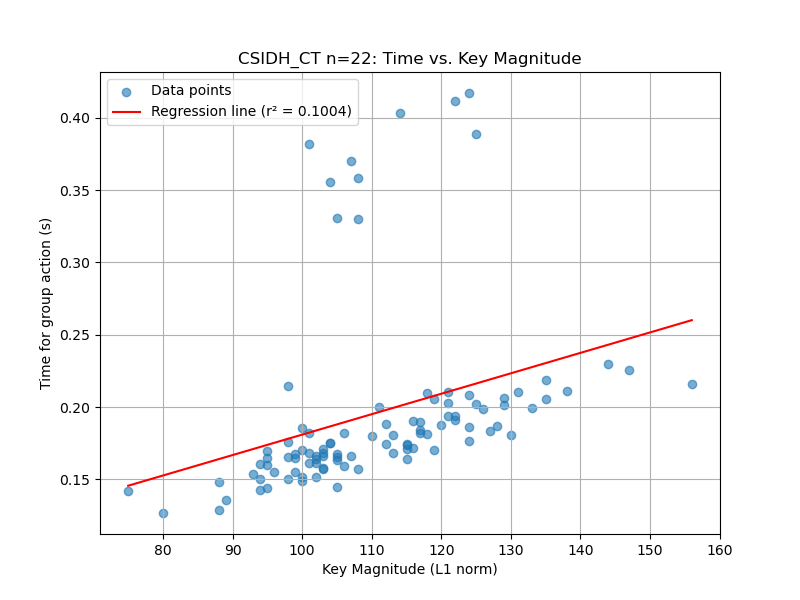 CSIDH_CT n=22: Time vs. Key Magnitude
Data points
Regression line (r² = 0.1004)
Time for group action (s)
0.40
0.35
0.30
0.25
0.20
0.15
80 90 100 110 120 130 140 150 160
Key Magnitude (L1 norm)